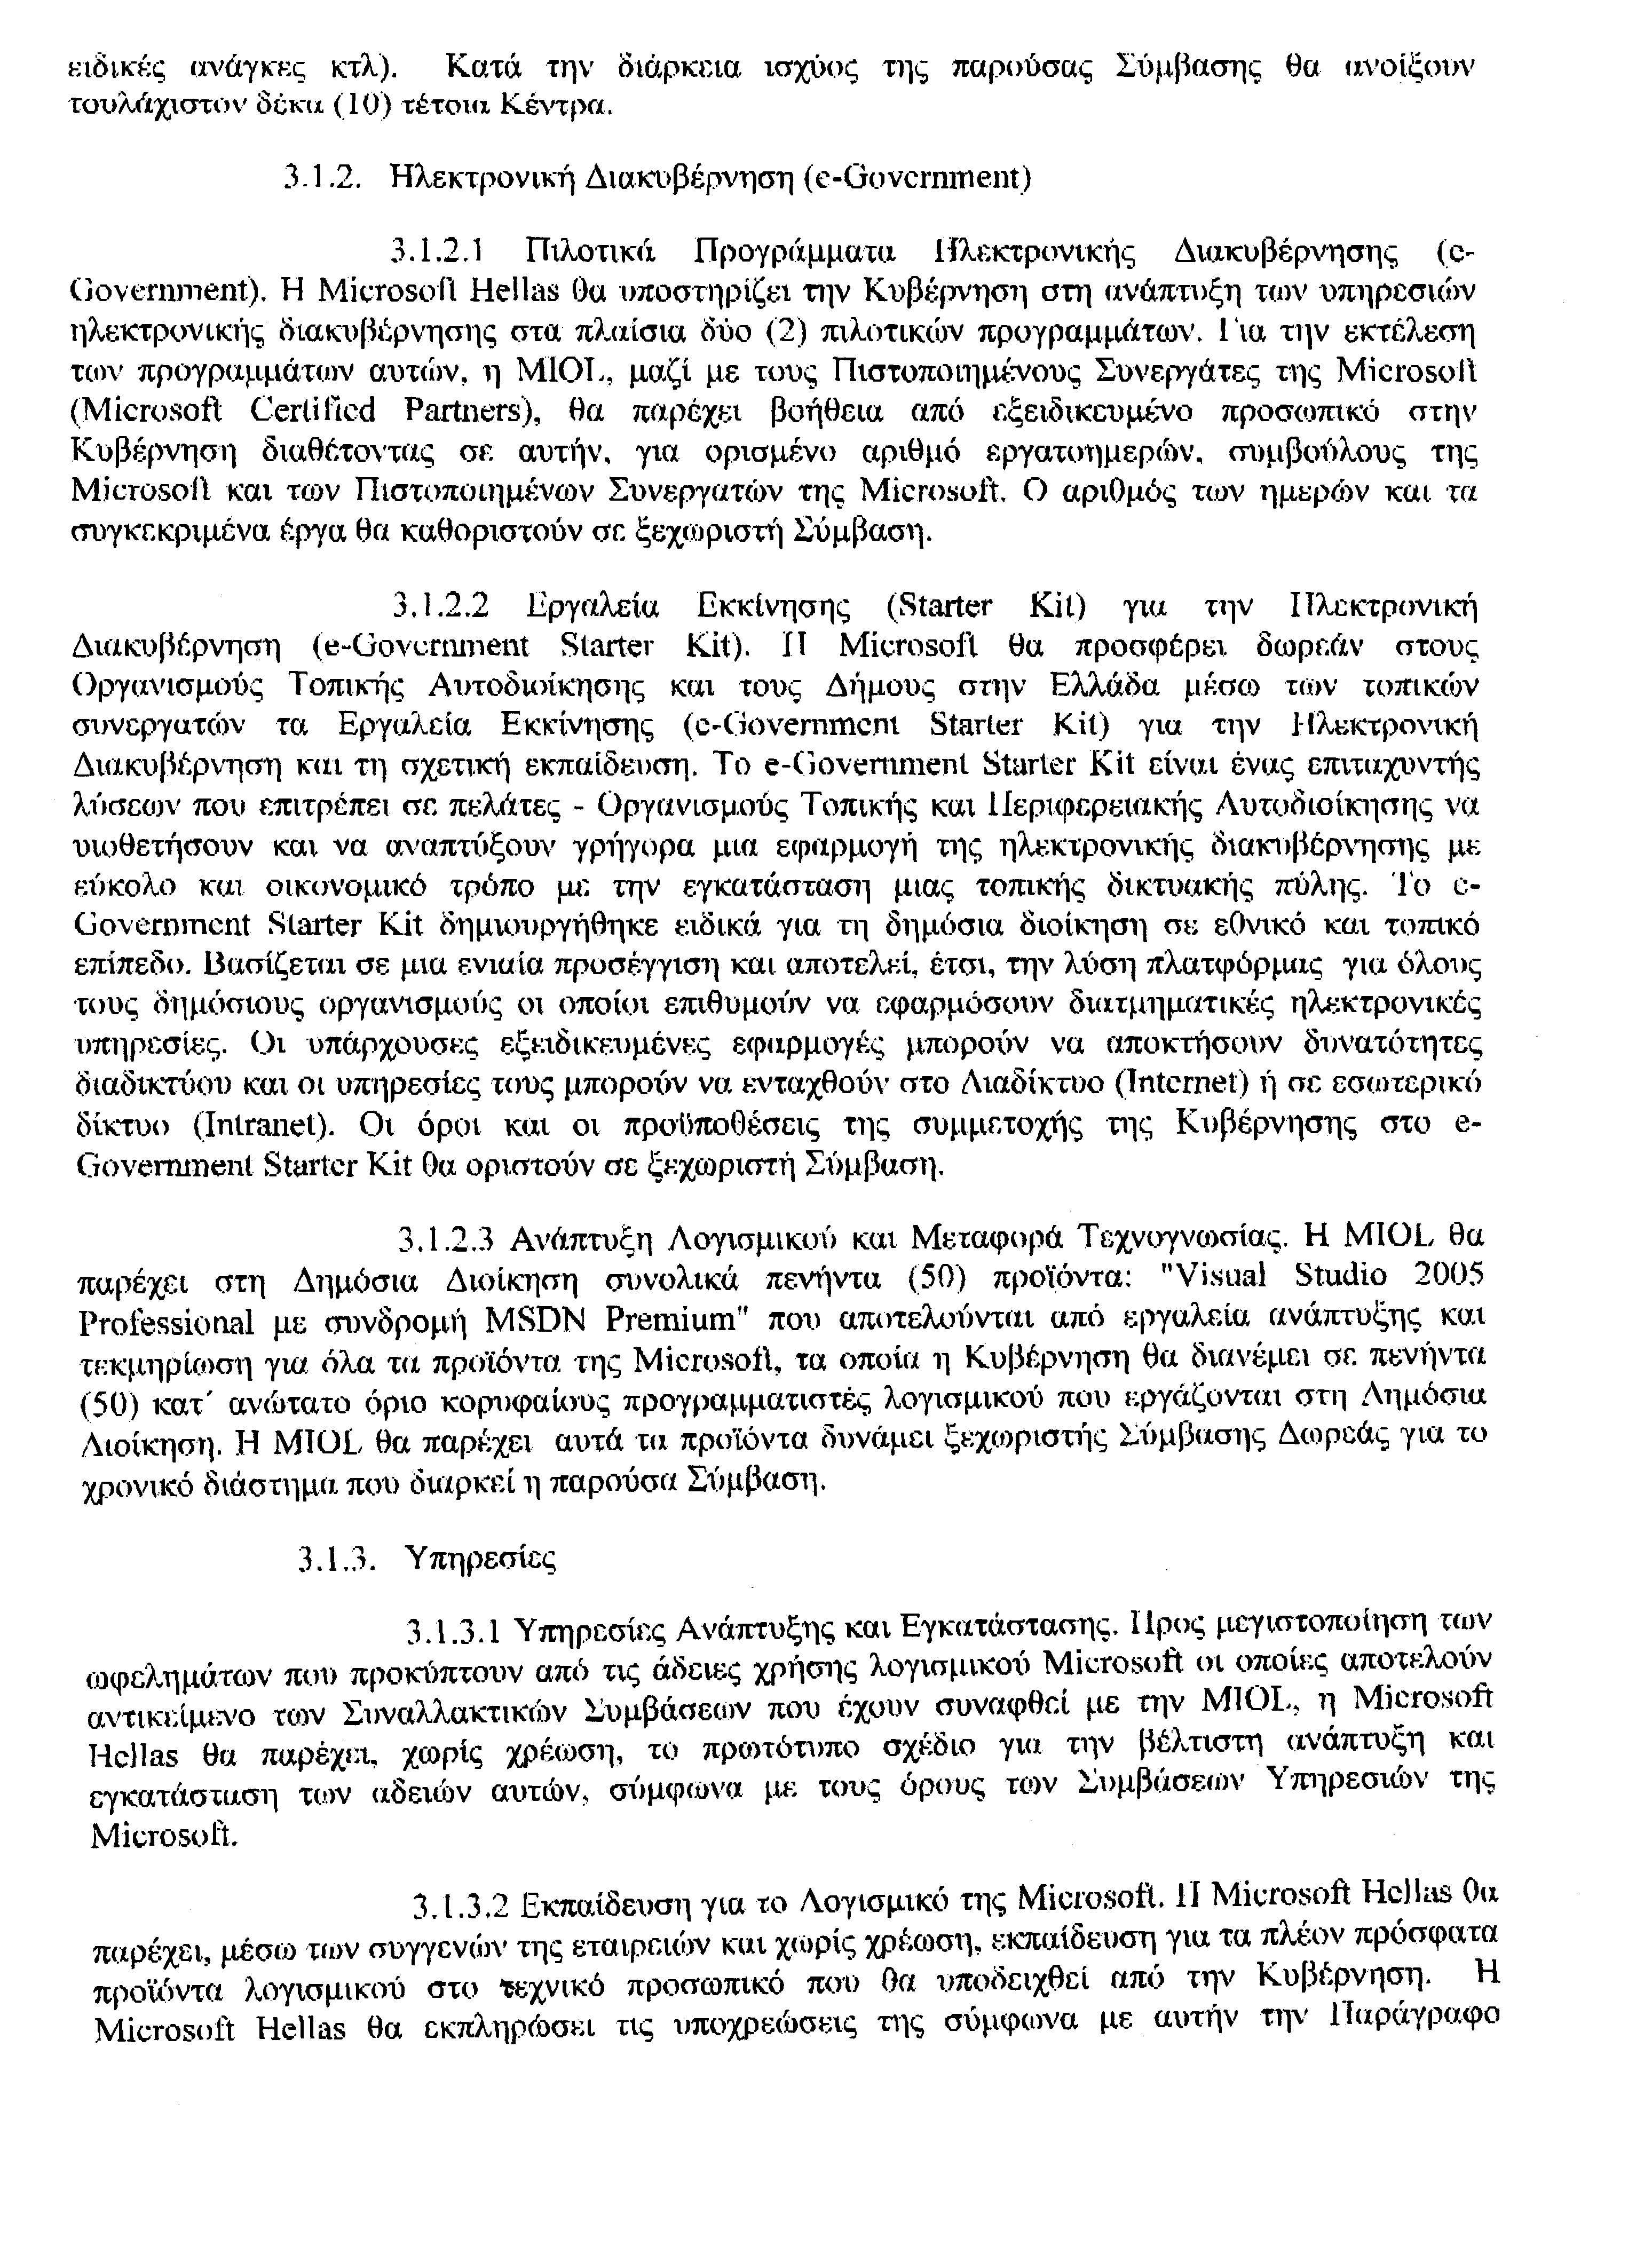 ειδικές ανάγκες κτλ). Κατά την διάρκεια ισχύος της παρούσας Σύμβασης θα ανοίξουν
τουλάχιστον δέκα (10) τέτοια Κέντρα.
3.1.2. Ηλεκτρονική Διακυβέρνηση (e-Government)
3.1.2.1 Πιλοτικά Προγράμματα Ηλεκτρονικής Διακυβέρνησης (e-
Government). Η Microsoft Hellas θα υποστηρίζει την Κυβέρνηση στη ανάπτυξη των υπηρεσιών
ηλεκτρονικής διακυβέρνησης στα πλαίσια δύο (2) πιλοτικών προγραμμάτων. Για την εκτέλεση
των προγραμμάτων αυτών, η MIOL, μαζί με τους Πιστοποιημένους Συνεργάτες της Microsoft
(Microsoft Certified Partners), θα παρέχει βοήθεια από εξειδικευμένο προσωπικό στην
Κυβέρνηση διαθέτοντας σε αυτήν, για ορισμένο αριθμό εργατοημερών, συμβούλους της
Microsoft και των Πιστοποιημένων Συνεργατών της Microsoft. Ο αριθμός των ημερών και τα
συγκεκριμένα έργα θα καθοριστούν σε ξεχωριστή Σύμβαση.
3.1.2.2 Εργαλεία Εκκίνησης (Starter Kit) για την Ηλεκτρονική
Διακυβέρνηση (e-Government Starter Kit). Η Microsoft θα προσφέρει δωρεάν στους
Οργανισμούς Τοπικής Αυτοδιοίκησης και τους Δήμους στην Ελλάδα μέσω των τοπικών
συνεργατών τα Εργαλεία Εκκίνησης (e-Government Starter Kit) για την Ηλεκτρονική
Διακυβέρνηση και τη σχετική εκπαίδευση. Το e-Government Starter Kit είναι ένας επιταχυντής
λύσεων που επιτρέπει σε πελάτες - Οργανισμούς Τοπικής και Περιφερειακής Αυτοδιοίκησης να
υιοθετήσουν και να αναπτύξουν γρήγορα μια εφαρμογή της ηλεκτρονικής διακυβέρνησης με
εύκολο και οικονομικό τρόπο με την εγκατάσταση μιας τοπικής δικτυακής πύλης. Το e-
Government Starter Kit δημιουργήθηκε ειδικά για τη δημόσια διοίκηση σε εθνικό και τοπικό
επίπεδο. Βασίζεται σε μια ενιαία προσέγγιση και αποτελεί, έτσι, την λύση πλατφόρμας για όλους
τους δημόσιους οργανισμούς οι οποίοι επιθυμούν να εφαρμόσουν διατμηματικές ηλεκτρονικές
υπηρεσίες. Οι υπάρχουσες εξειδικευμένες εφαρμογές μπορούν να αποκτήσουν δυνατότητες
διαδικτύου και οι υπηρεσίες τους μπορούν να ενταχθούν στο Διαδίκτυο (Internet) ή σε εσωτερικό
δίκτυο (Intranet). Οι όροι και οι προϋποθέσεις της συμμετοχής της Κυβέρνησης στο e-
Government Starter Kit θα οριστούν σε ξεχωριστή Σύμβαση.
3.1.2.3 Ανάπτυξη Λογισμικού και Μεταφορά Τεχνογνωσίας. Η MIOL θα
παρέχει στη Δημόσια Διοίκηση συνολικά πενήντα (50) προϊόντα: "Visual Studio 2005
Professional με συνδρομή MSDN Premium" που αποτελούνται από εργαλεία ανάπτυξης και
τεκμηρίωση για όλα τα προϊόντα της Microsoft, τα οποία η Κυβέρνηση θα διανέμει σε πενήντα
(50) κατ΄ ανώτατο όριο κορυφαίους προγραμματιστές λογισμικού που εργάζονται στη Δημόσια
Διοίκηση. Η MIOL θα παρέχει αυτά τα προϊόντα δυνάμει ξεχωριστής Σύμβασης Δωρεάς για το
χρονικό διάστημα που διαρκεί η παρούσα Σύμβαση.
3.1.3. Υπηρεσίες
3.1.3.1 Υπηρεσίες Ανάπτυξης και Εγκατάστασης. Προς μεγιστοποίηση των
ωφελημάτων που προκύπτουν από τις άδειες χρήσης λογισμικού Microsoft οι οποίες αποτελούν
αντικείμενο των Συναλλακτικών Συμβάσεων που έχουν συναφθεί με την MIOL, η Microsoft
Hellas θα παρέχει, χωρίς χρέωση, το πρωτότυπο σχέδιο για την βέλτιστη ανάπτυξη και
εγκατάσταση των αδειών αυτών, σύμφωνα με τους όρους των Συμβάσεων Υπηρεσιών της
Microsoft.
3.1.3.2 Εκπαίδευση για το Λογισμικό της Microsoft. Η Microsoft Hellas θα
παρέχει, μέσω των συγγενών της εταιρειών και χωρίς χρέωση, εκπαίδευση για τα πλέον πρόσφατα
προϊόντα λογισμικού στο τεχνικό προσωπικό που θα υποδειχθεί από την Κυβέρνηση. Η
Microsoft Hellas θα εκπληρώσει τις υποχρεώσεις της σύμφωνα με αυτήν την Παράγραφο